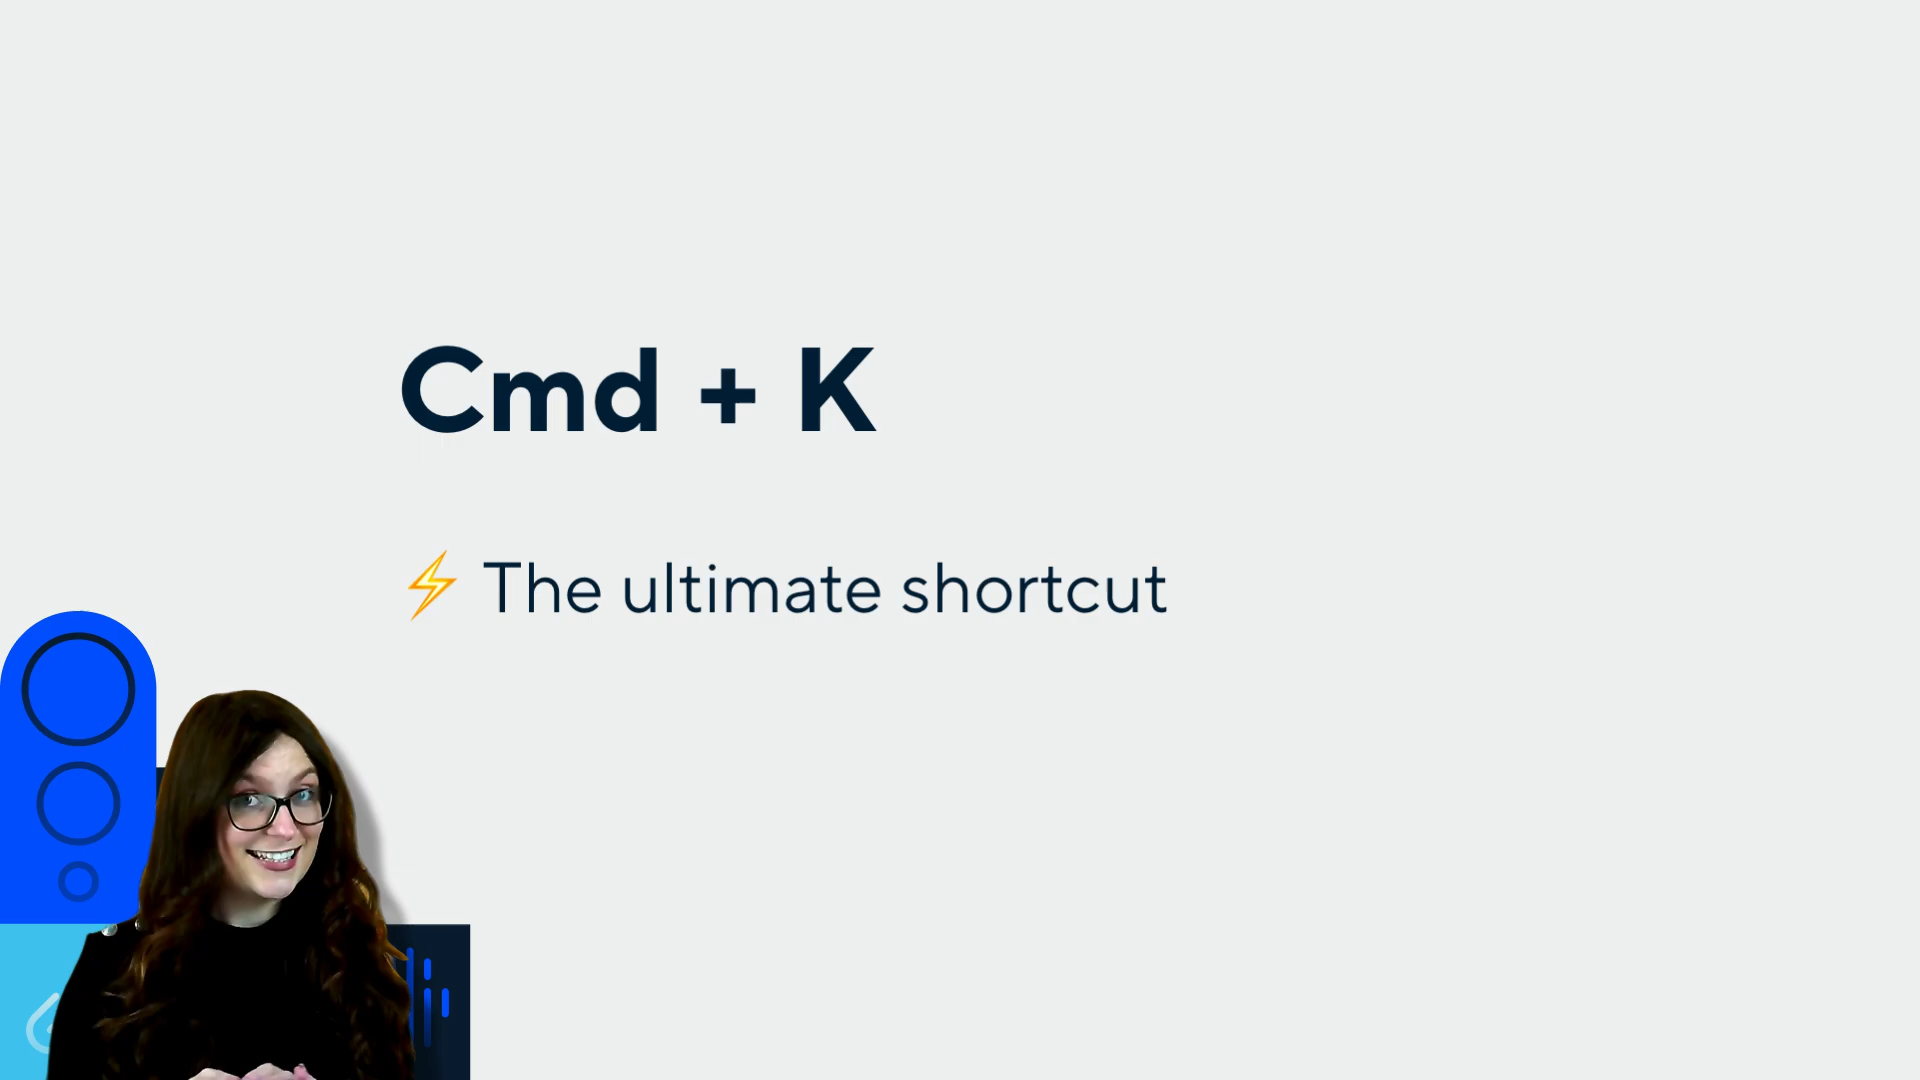 Cmd + K
⚡ The ultimate shortcut